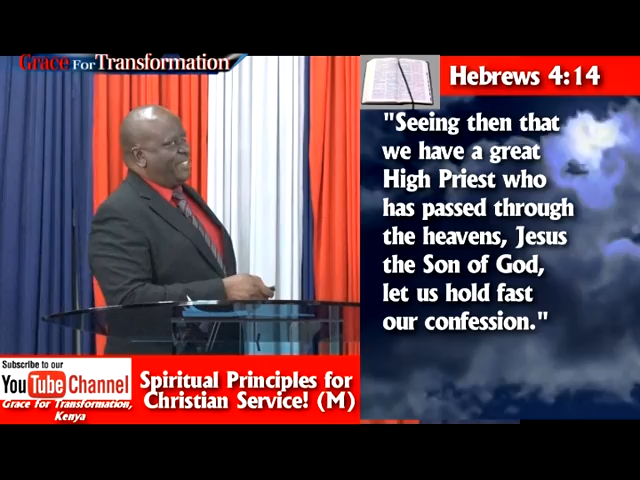 Grace For Transformation
Hebrews 4:14
"Seeing then that
we have a great
High Priest who
has passed through
the heavens, Jesus
the Son of God,
let us hold fast
our confession."
Subscribe to our
YouTube Channel
Grace for Transformation,
Kenya
Spiritual Principles for
Christian Service! (M)